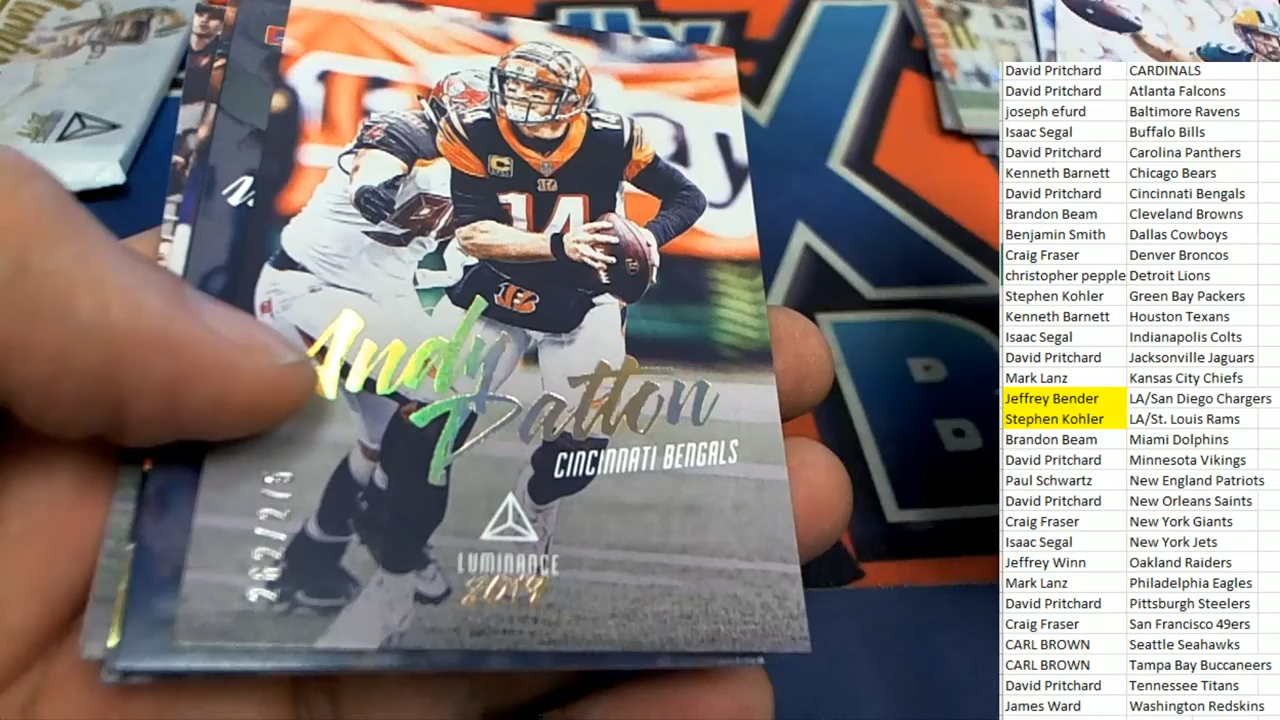 14
Andy
Dalton
CINCINNATI BENGALS
LUMINANCE
2019
David Pritchard CARDINALS
David Pritchard Atlanta Falcons
joseph efurd Baltimore Ravens
Isaac Segal Buffalo Bills
David Pritchard Carolina Panthers
Kenneth Barnett Chicago Bears
David Pritchard Cincinnati Bengals
Brandon Beam Cleveland Browns
Benjamin Smith Dallas Cowboys
Craig Fraser Denver Broncos
christopher pepple Detroit Lions
Stephen Kohler Green Bay Packers
Kenneth Barnett Houston Texans
Isaac Segal Indianapolis Colts
David Pritchard Jacksonville Jaguars
Mark Lanz Kansas City Chiefs
Jeffrey Bender LA/San Diego Chargers
Stephen Kohler LA/St. Louis Rams
Brandon Beam Miami Dolphins
David Pritchard Minnesota Vikings
Paul Schwartz New England Patriots
David Pritchard New Orleans Saints
Craig Fraser New York Giants
Isaac Segal New York Jets
Jeffrey Winn Oakland Raiders
Mark Lanz Philadelphia Eagles
David Pritchard Pittsburgh Steelers
Craig Fraser San Francisco 49ers
CARL BROWN Seattle Seahawks
CARL BROWN Tampa Bay Buccaneers
David Pritchard Tennessee Titans
James Ward Washington Redskins